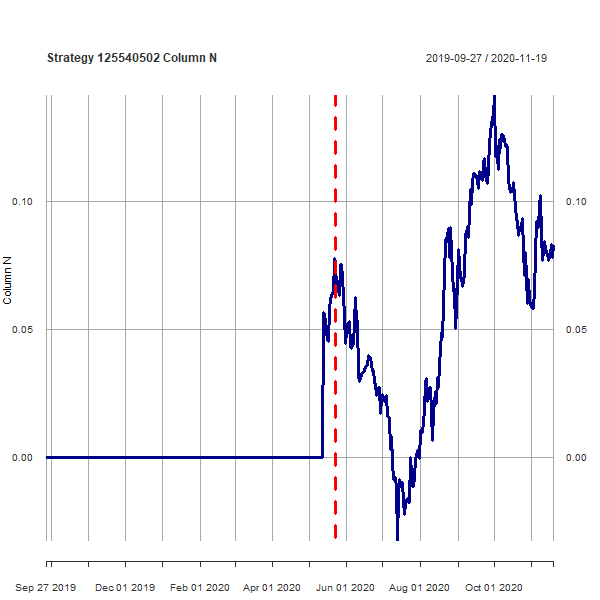 Strategy 125540502 Column N
2019-09-27 / 2020-11-19
Column N
0.10
0.10
0.05
0.05
0.00
0.00
Sep 27 2019
Dec 01 2019
Feb 01 2020
Apr 01 2020
Jun 01 2020
Aug 01 2020
Oct 01 2020